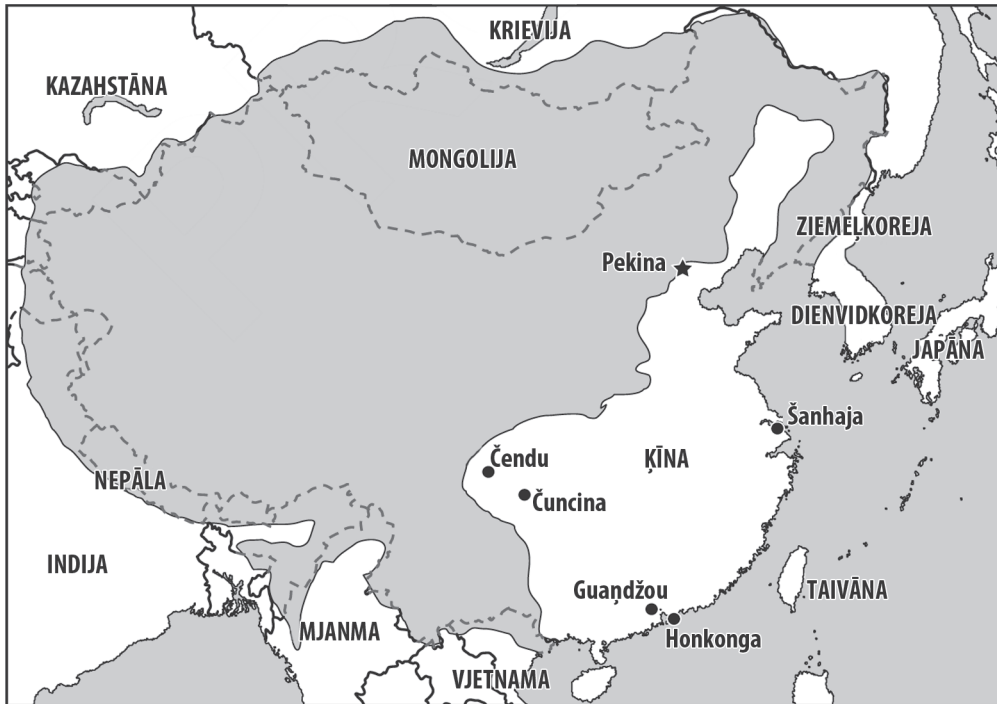 KRIEVIJA
KAZAHSTĀNA
MONGOLIJA
ZIEMEĻKOREJA
Pekina
DIENVIDKOREJA
JAPĀNA
Šanhaja
Čendu
ĶĪNA
NEPĀLA
Čuncina
INDIJA
Guaņdžou
TAIVĀNA
MJANMA
Honkonga
VJETNAMA